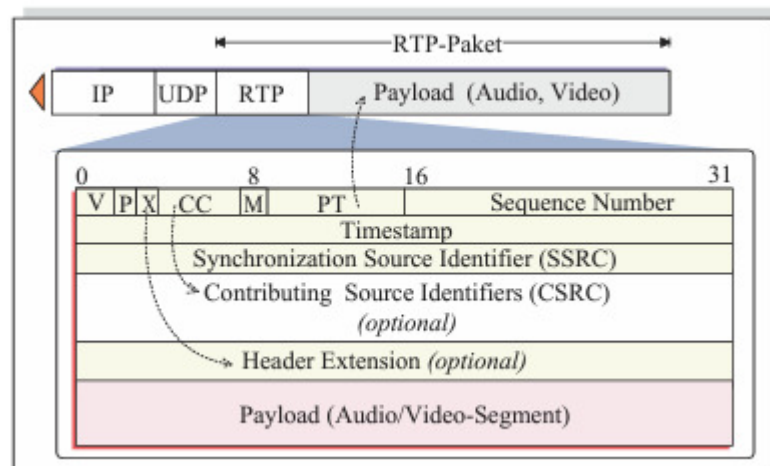 RTP-Paket
IP UDP RTP Payload (Audio, Video)
0 8 16 31
V P X CC M PT Sequence Number
Timestamp
Synchronization Source Identifier (SSRC)
Contributing Source Identifiers (CSRC)
(optional)
Header Extension (optional)
Payload (Audio/Video-Segment)